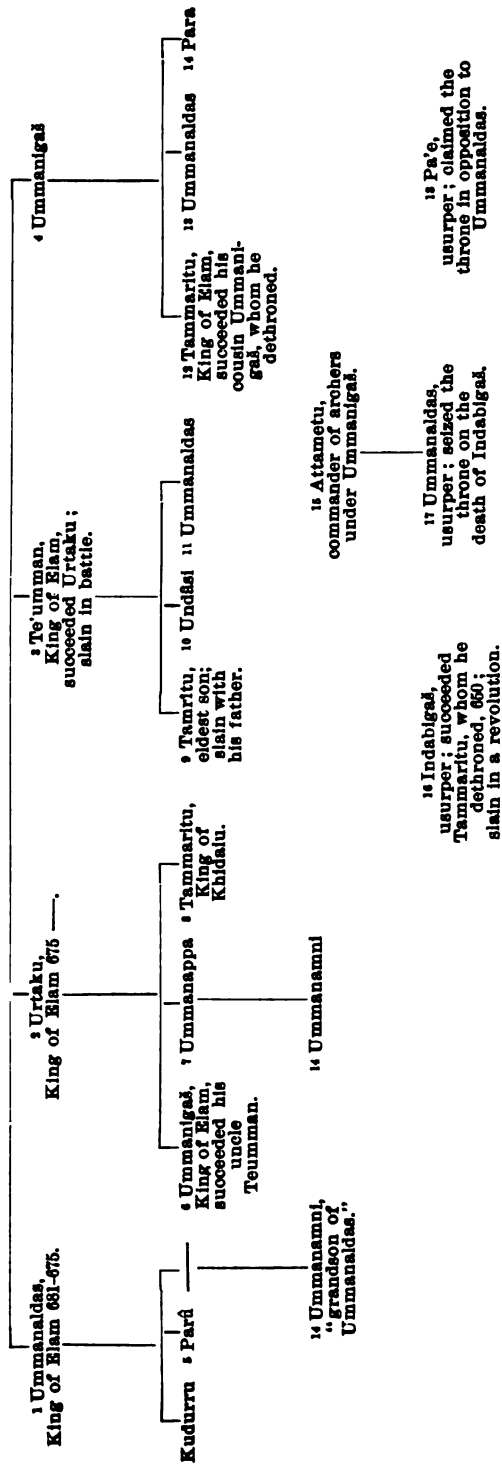 1 Ummanaldas,
King of Elam 681-675.
2 Urtaku,
King of Elam 675 —.
3 Te'umman,
King of Elam,
succeeded Urtaku;
slain in battle.
4 Ummanigaš
Kudurru
5 Parû
6 Ummanigaš,
King of Elam,
succeeded his
uncle
Teumman.
7 Ummanappa
8 Tammaritu,
King of
Khidalu.
9 Tamritu,
eldest son;
slain with
his father.
10 Undâsi
11 Ummanaldas
12 Tammaritu,
King of Elam,
succeeded his
cousin Ummani-
gaš, whom he
dethroned.
13 Ummanaldas
14 Para
14 Ummanamni,
"grandson of
Ummanaldas."
14 Ummanamni
15 Attametu,
commander of archers
under Ummanigaš.
16 Indabigaš,
usurper; succeeded
Tammaritu, whom he
dethroned, 650;
slain in a revolution.
17 Ummanaldas,
usurper; seized the
throne on the
death of Indabigaš.
18 Pa'e,
usurper; claimed the
throne in opposition to
Ummanaldas.